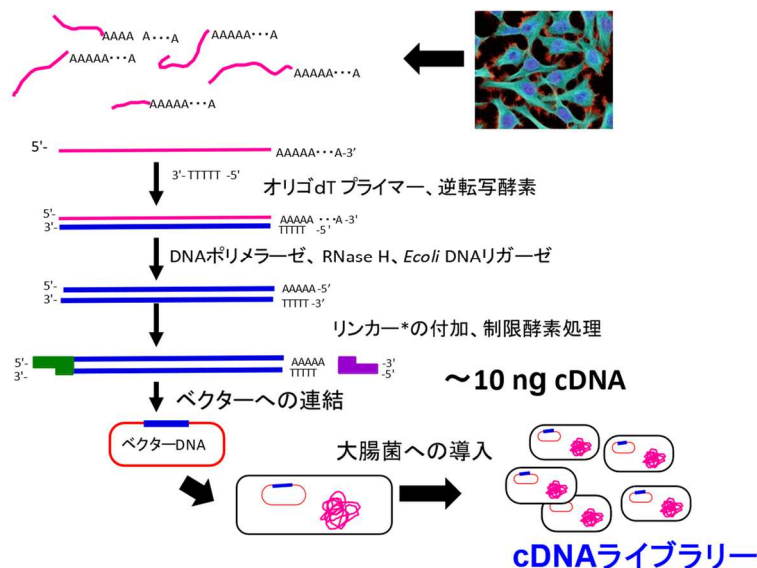 AAAA A・・・A
AAAAA・・・A
AAAAA・・・A
AAAAA・・・A
AAAAA・・・A
5'- AAAAA・・・A-3'
3'- TTTTT -5'
オリゴdT プライマー、逆転写酵素
5'- AAAAA ・・・A -3'
3'- TTTTT -5'
DNAポリメラーゼ、RNase H、Ecoli DNAリガーゼ
5'- AAAAA -5'
3'- TTTTT -3'
リンカー*の付加、制限酵素処理
5'- AAAAA -3'
3'- TTTTT -5'
～10 ng cDNA
ベクターへの連結
ベクターDNA
大腸菌への導入
cDNAライブラリー